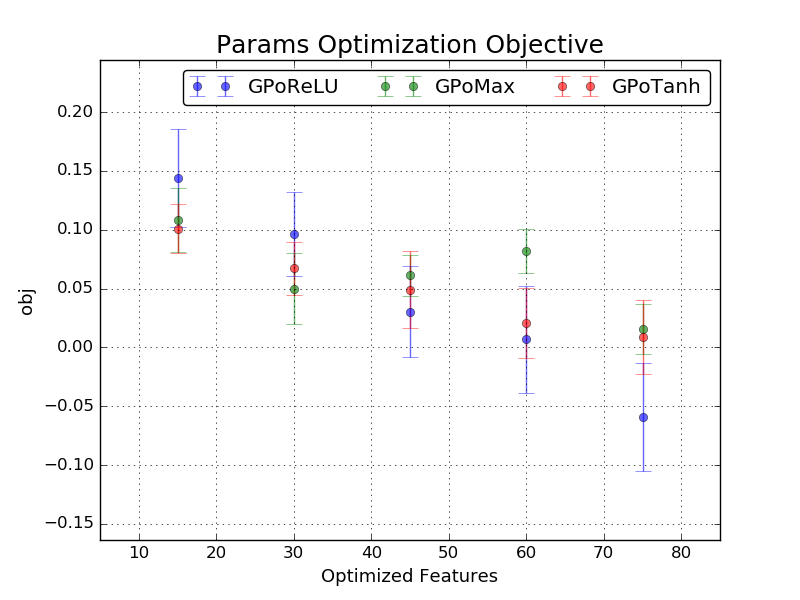 Params Optimization Objective
GPoReLU GPoMax GPoTanh
0.20
0.15
0.10
0.05
0.00
−0.05
−0.10
−0.15
obj
10 20 30 40 50 60 70 80
Optimized Features